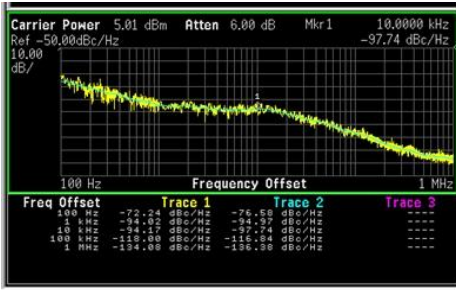 Carrier Power 5.01 dBm Atten 6.00 dB Mkr1 10.0000 kHz
Ref -50.00dBc/Hz -97.74 dBc/Hz
10.00
dB/
1
100 Hz Frequency Offset 1 MHz
Freq Offset Trace 1 Trace 2 Trace 3
100 Hz -72.24 dBc/Hz -76.58 dBc/Hz ----
1 kHz -94.02 dBc/Hz -94.97 dBc/Hz ----
10 kHz -94.17 dBc/Hz -97.74 dBc/Hz ----
100 kHz -118.00 dBc/Hz -116.84 dBc/Hz ----
1 MHz -134.08 dBc/Hz -136.38 dBc/Hz ----